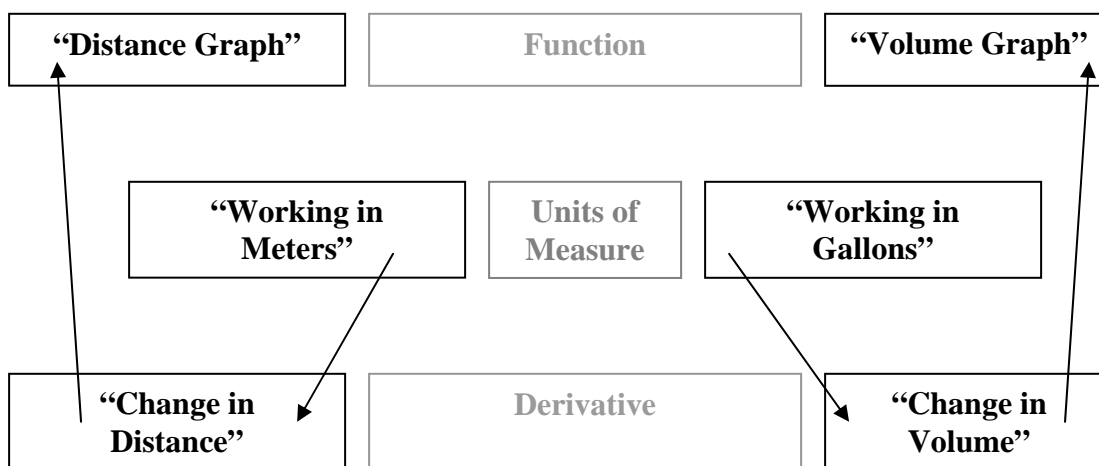 “Distance Graph”
Function
“Volume Graph”
“Working in
Meters”
Units of
Measure
“Working in
Gallons”
“Change in
Distance”
Derivative
“Change in
Volume”